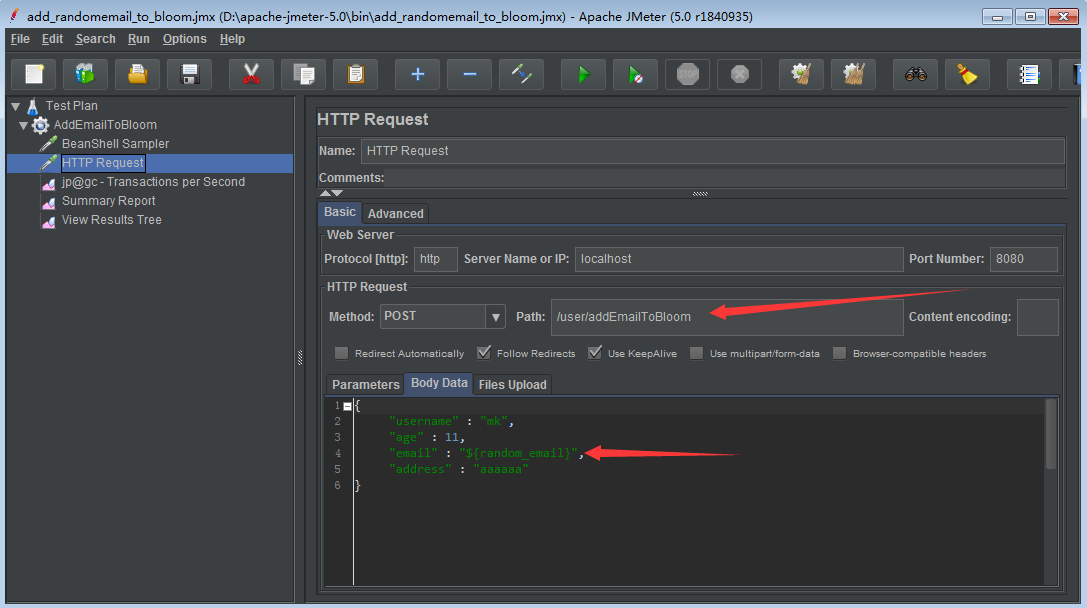 add_randomemail_to_bloom.jmx (D:\apache-jmeter-5.0\bin\add_randomemail_to_bloom.jmx) - Apache JMeter (5.0 r1840935)
File Edit Search Run Options Help
STOP
Test Plan
AddEmailToBloom
BeanShell Sampler
HTTP Request
jp@gc - Transactions per Second
Summary Report
View Results Tree
HTTP Request
Name: HTTP Request
Comments:
Basic Advanced
Web Server
Protocol [http]: http Server Name or IP: localhost Port Number: 8080
HTTP Request
Method: POST Path: /user/addEmailToBloom Content encoding:
Redirect Automatically Follow Redirects Use KeepAlive Use multipart/form-data Browser-compatible headers
Parameters Body Data Files Upload
1 {
2 "username" : "mk",
3 "age" : 11,
4 "email" : "${random_email}",
5 "address" : "aaaaaa"
6 }